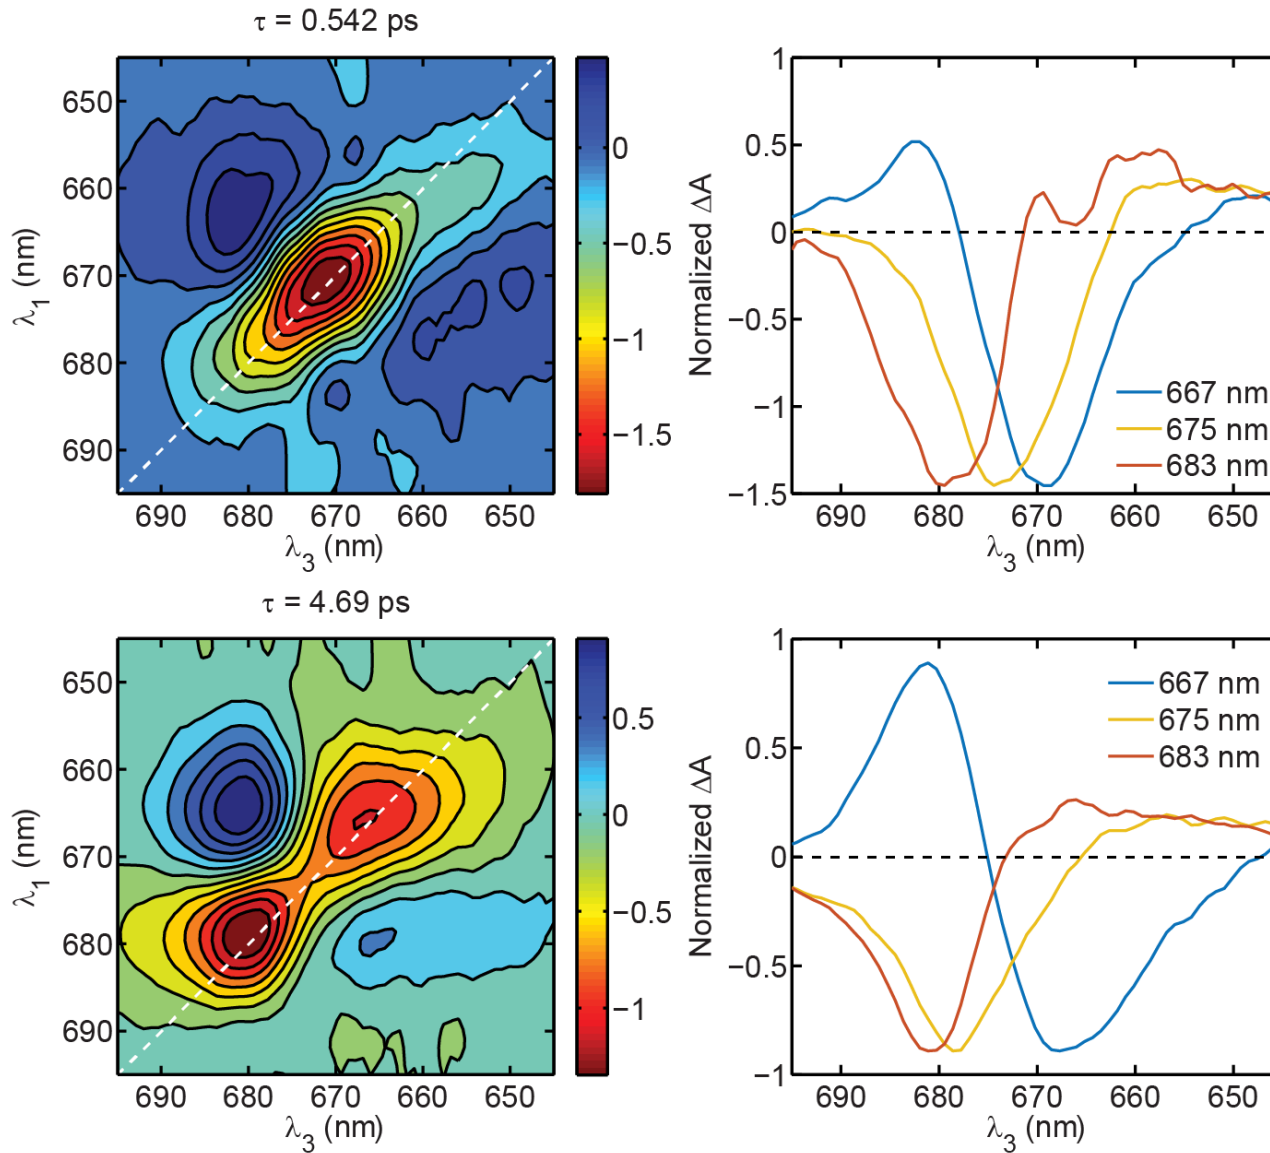 τ = 0.542 ps
650
660
670
680
690
λ1 (nm)
690 680 670 660 650
λ3 (nm)
0
−0.5
−1
−1.5
1
0.5
0
−0.5
−1
−1.5
Normalized ΔA
667 nm
675 nm
683 nm
690 680 670 660 650
λ3 (nm)
τ = 4.69 ps
650
660
670
680
690
λ1 (nm)
690 680 670 660 650
λ3 (nm)
0.5
0
−0.5
−1
1
0.5
0
−0.5
−1
Normalized ΔA
667 nm
675 nm
683 nm
690 680 670 660 650
λ3 (nm)